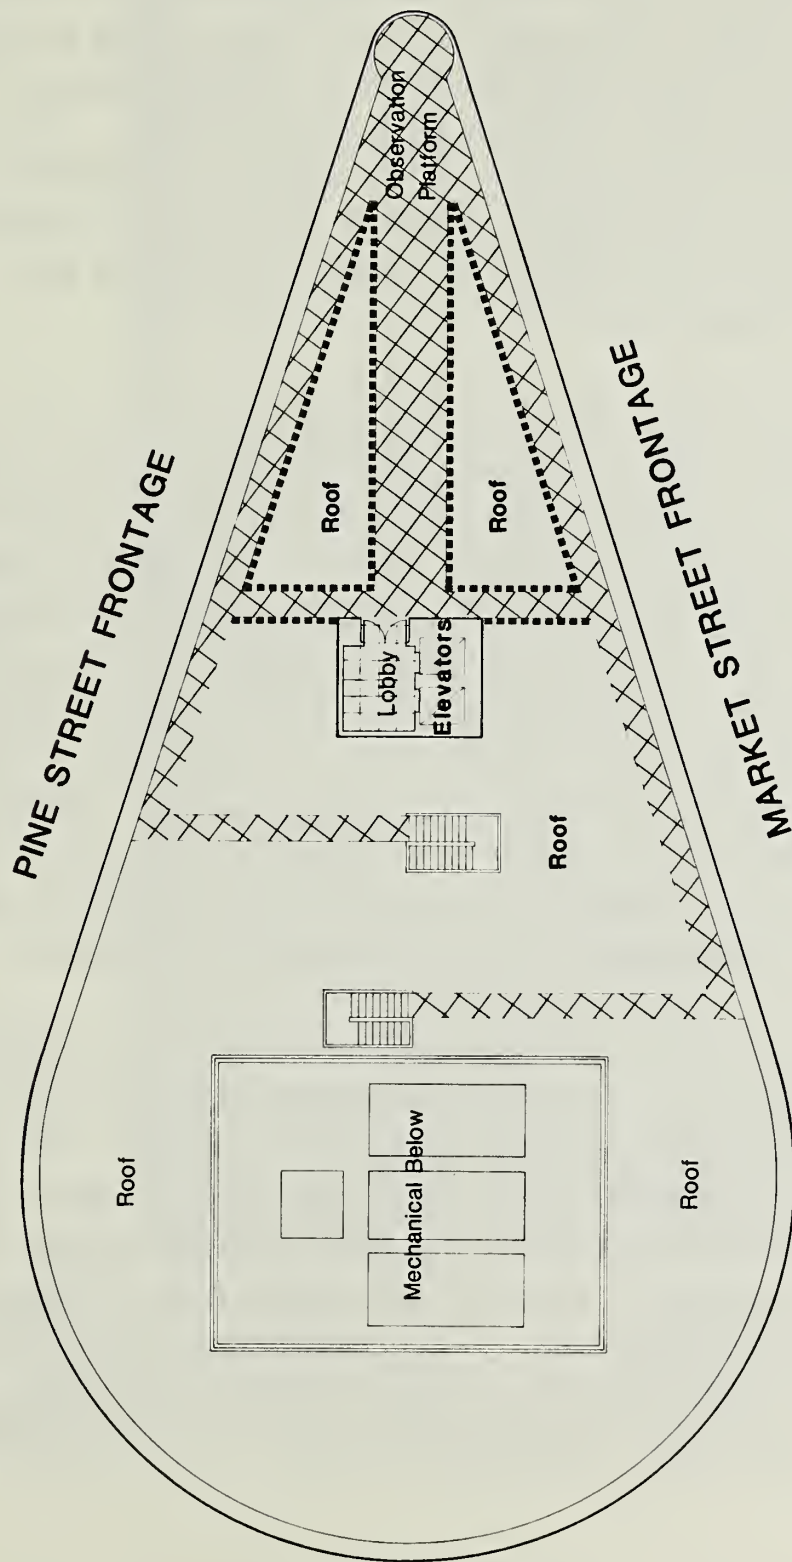 PINE STREET FRONTAGE
Observation
Platform
Roof
Roof
Lobby
Elevators
MARKET STREET FRONTAGE
Roof
Roof
Mechanical Below
Roof